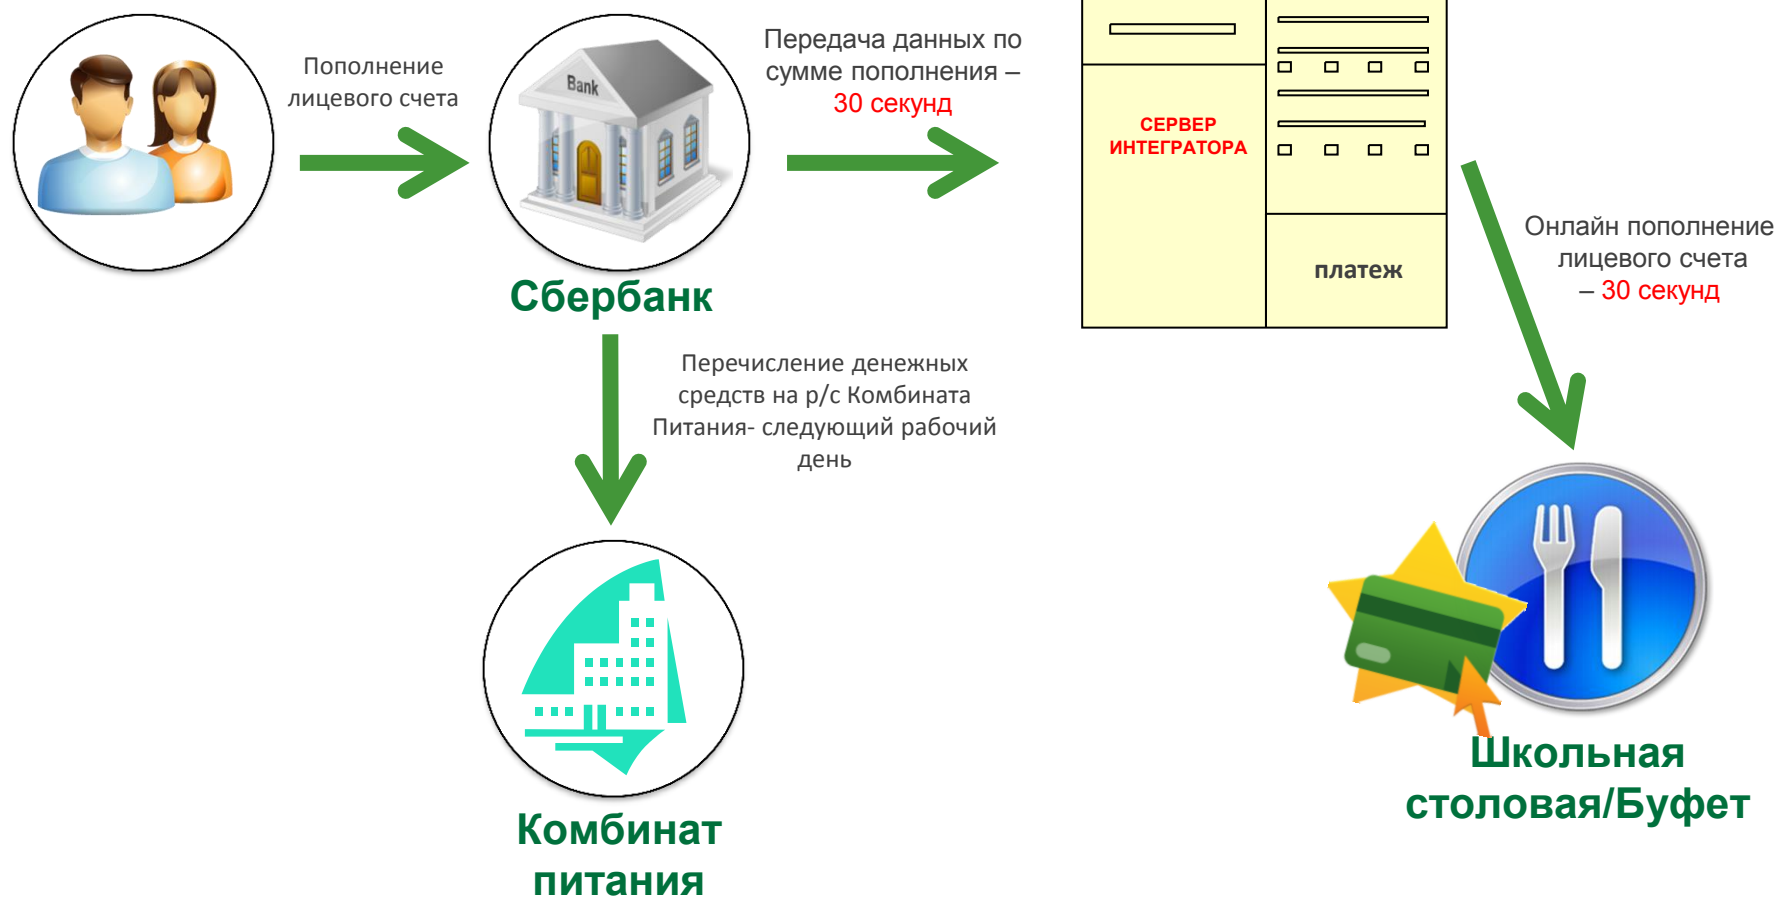 Пополнение
лицевого счета
Bank
Передача данных по
сумме пополнения –
30 секунд
СЕРВЕР
ИНТЕГРАТОРА
платеж
Онлайн пополнение
лицевого счета
– 30 секунд
Сбербанк
Перечисление денежных
средств на р/с Комбината
Питания- следующий рабочий
день
Комбинат
питания
Школьная
столовая/Буфет